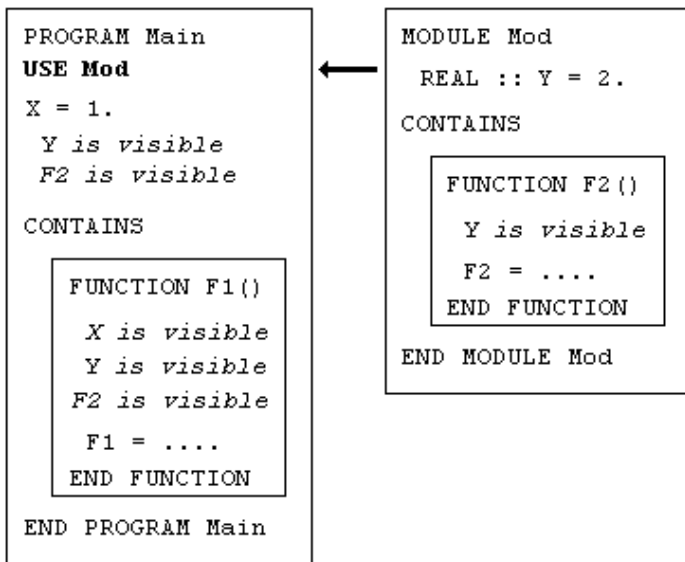 PROGRAM Main
USE Mod
X = 1.
Y is visible
F2 is visible
CONTAINS
FUNCTION F1()
X is visible
Y is visible
F2 is visible
F1 = ....
END FUNCTION
END PROGRAM Main
MODULE Mod
REAL :: Y = 2.
CONTAINS
FUNCTION F2()
Y is visible
F2 = ....
END FUNCTION
END MODULE Mod